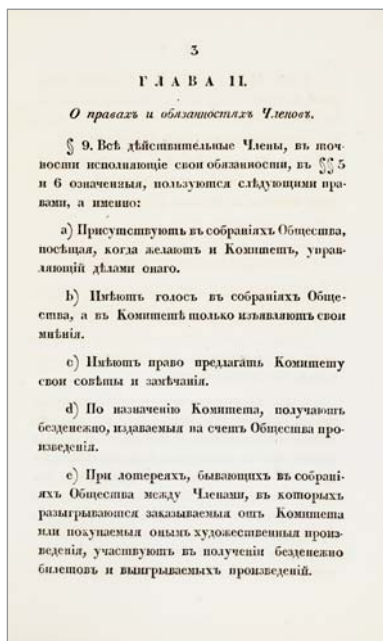 3
ГЛАВА II.
О правахъ и обязанностяхъ Членовъ.
§ 9. Всѣ дѣйствительные Члены, въ точ-
ности исполняющіе свои обязанности, въ §§ 5
и 6 означенныя, пользуются слѣдующими пра-
вами, а именно:
a) Присутствуютъ въ собраніяхъ Общества,
посѣщая, когда желаютъ и Комитетъ, управ-
ляющій дѣлами онаго.
b) Имѣютъ голосъ въ собраніяхъ Обще-
ства, а въ Комитетѣ только изъявляютъ свои
мнѣнія.
c) Имѣютъ право предлагать Комитету
свои совѣты и замѣчанія.
d) По назначенію Комитета, получаютъ
безденежно, издаваемыя на счетъ Общества про-
изведенія.
e) При лотереяхъ, бывающихъ въ собрані-
яхъ Общества между Членами, въ которыхъ
разыгрываются заказываемыя отъ Комитета
или покупаемыя онымъ художественныя произ-
веденія, участвуютъ въ полученіи безденежно
билетовъ и выигрываемыхъ произведеній.